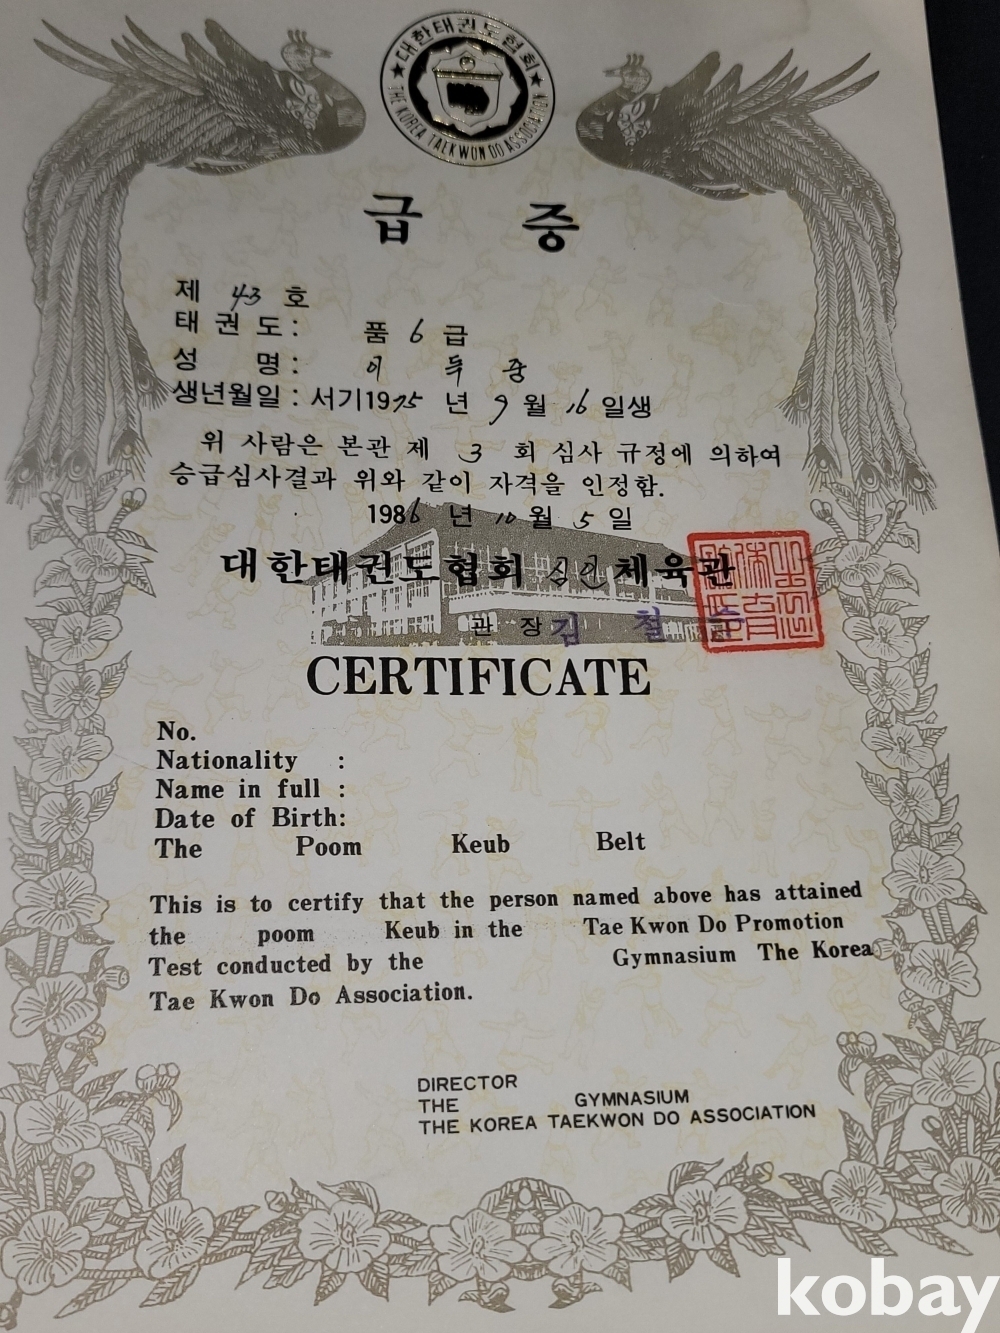 ★ 대한태권도협회 ★
THE KOREA TAEKWON DO ASSOCIATION
급 증
제 43 호
태권도: 품 6 급
성 명: 이 두 중
생년월일: 서기1975 년 9 월 16 일생
위 사람은 본관 제 3 회 심사 규정에 의하여
승급심사결과 위와 같이 자격을 인정함.
1986 년 10 월 5 일
대한태권도협회 체육관
관 장 김 철
CERTIFICATE
No.
Nationality :
Name in full :
Date of Birth:
The Poom Keub Belt
This is to certify that the person named above has attained
the poom Keub in the Tae Kwon Do Promotion
Test conducted by the Gymnasium The Korea
Tae Kwon Do Association.
DIRECTOR
THE GYMNASIUM
THE KOREA TAEKWON DO ASSOCIATION
kobay